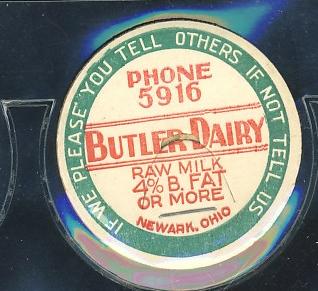 IF WE PLEASE YOU TELL OTHERS IF NOT TELL US
PHONE
5916
BUTLER DAIRY
RAW MILK
4% B. FAT
OR MORE
NEWARK, OHIO